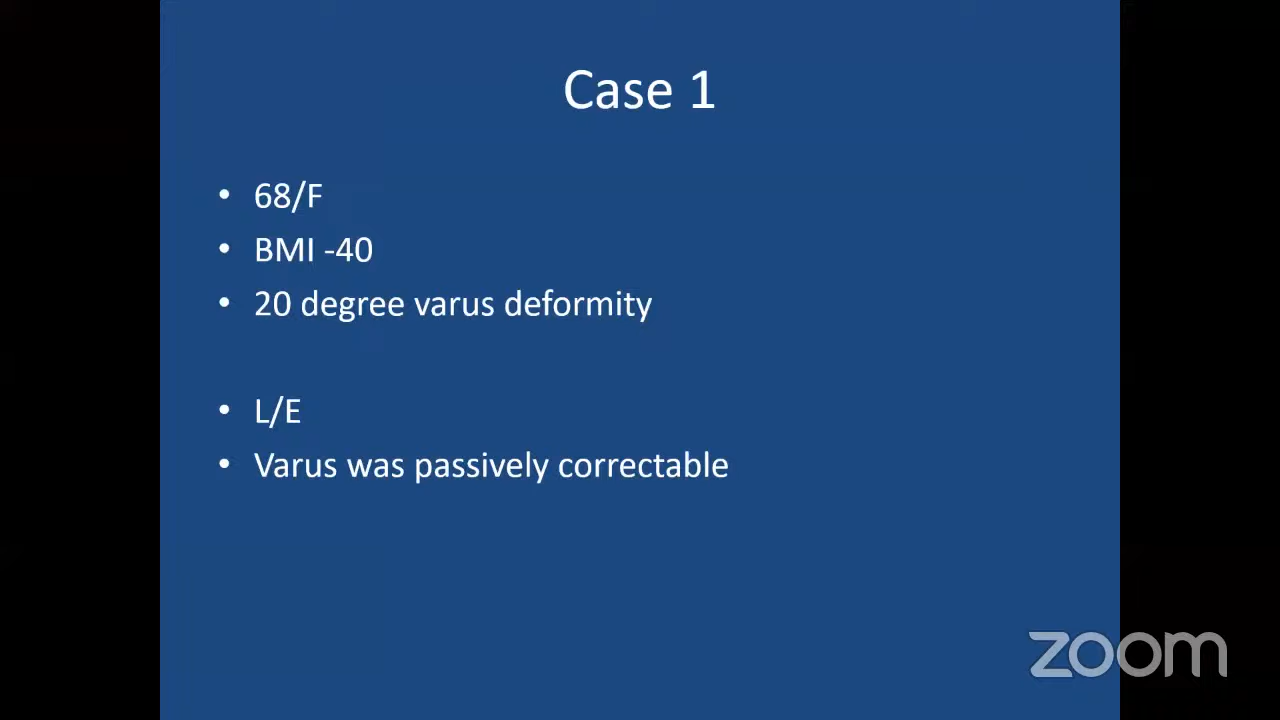 Case 1
• 68/F
• BMI -40
• 20 degree varus deformity
• L/E
• Varus was passively correctable
zoom